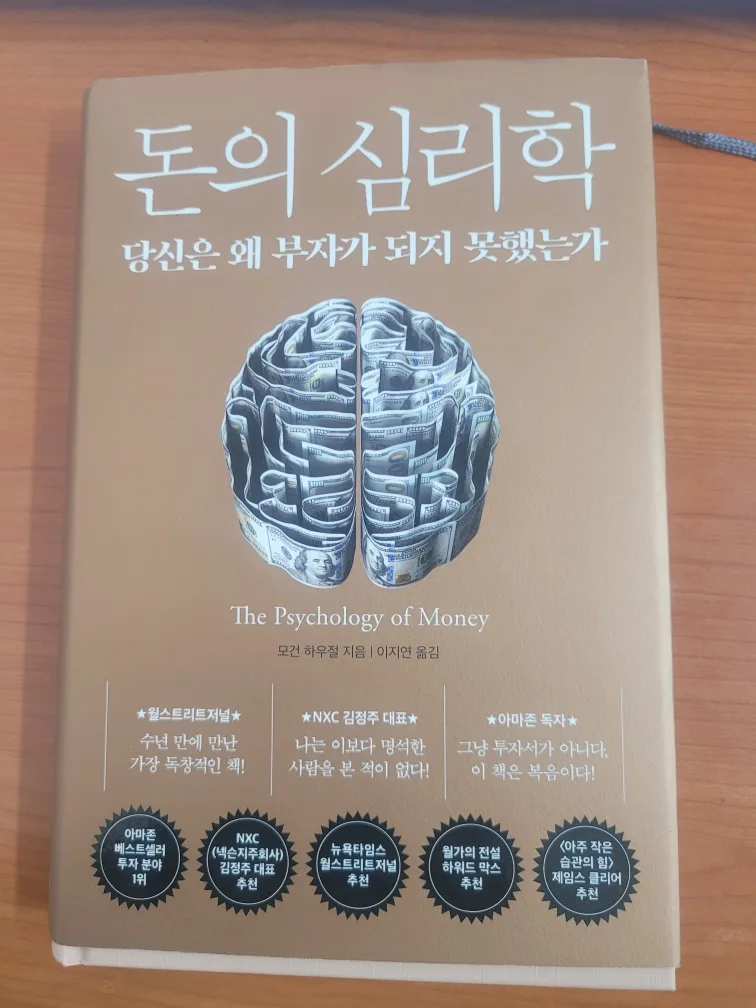 돈의 심리학
당신은 왜 부자가 되지 못했는가
The Psychology of Money
모건 하우절 지음 | 이지연 옮김
★월스트리트저널★
수년 만에 만난
가장 독창적인 책!
★NXC 김정주 대표★
나는 이보다 명석한
사람을 본 적이 없다!
★아마존 독자★
그냥 투자서가 아니다,
이 책은 복음이다!
아마존
베스트셀러
투자 분야
1위
NXC
(넥슨지주회사)
김정주 대표
추천
뉴욕타임스
월스트리트저널
추천
월가의 전설
하워드 막스
추천
〈아주 작은
습관의 힘〉
제임스 클리어
추천